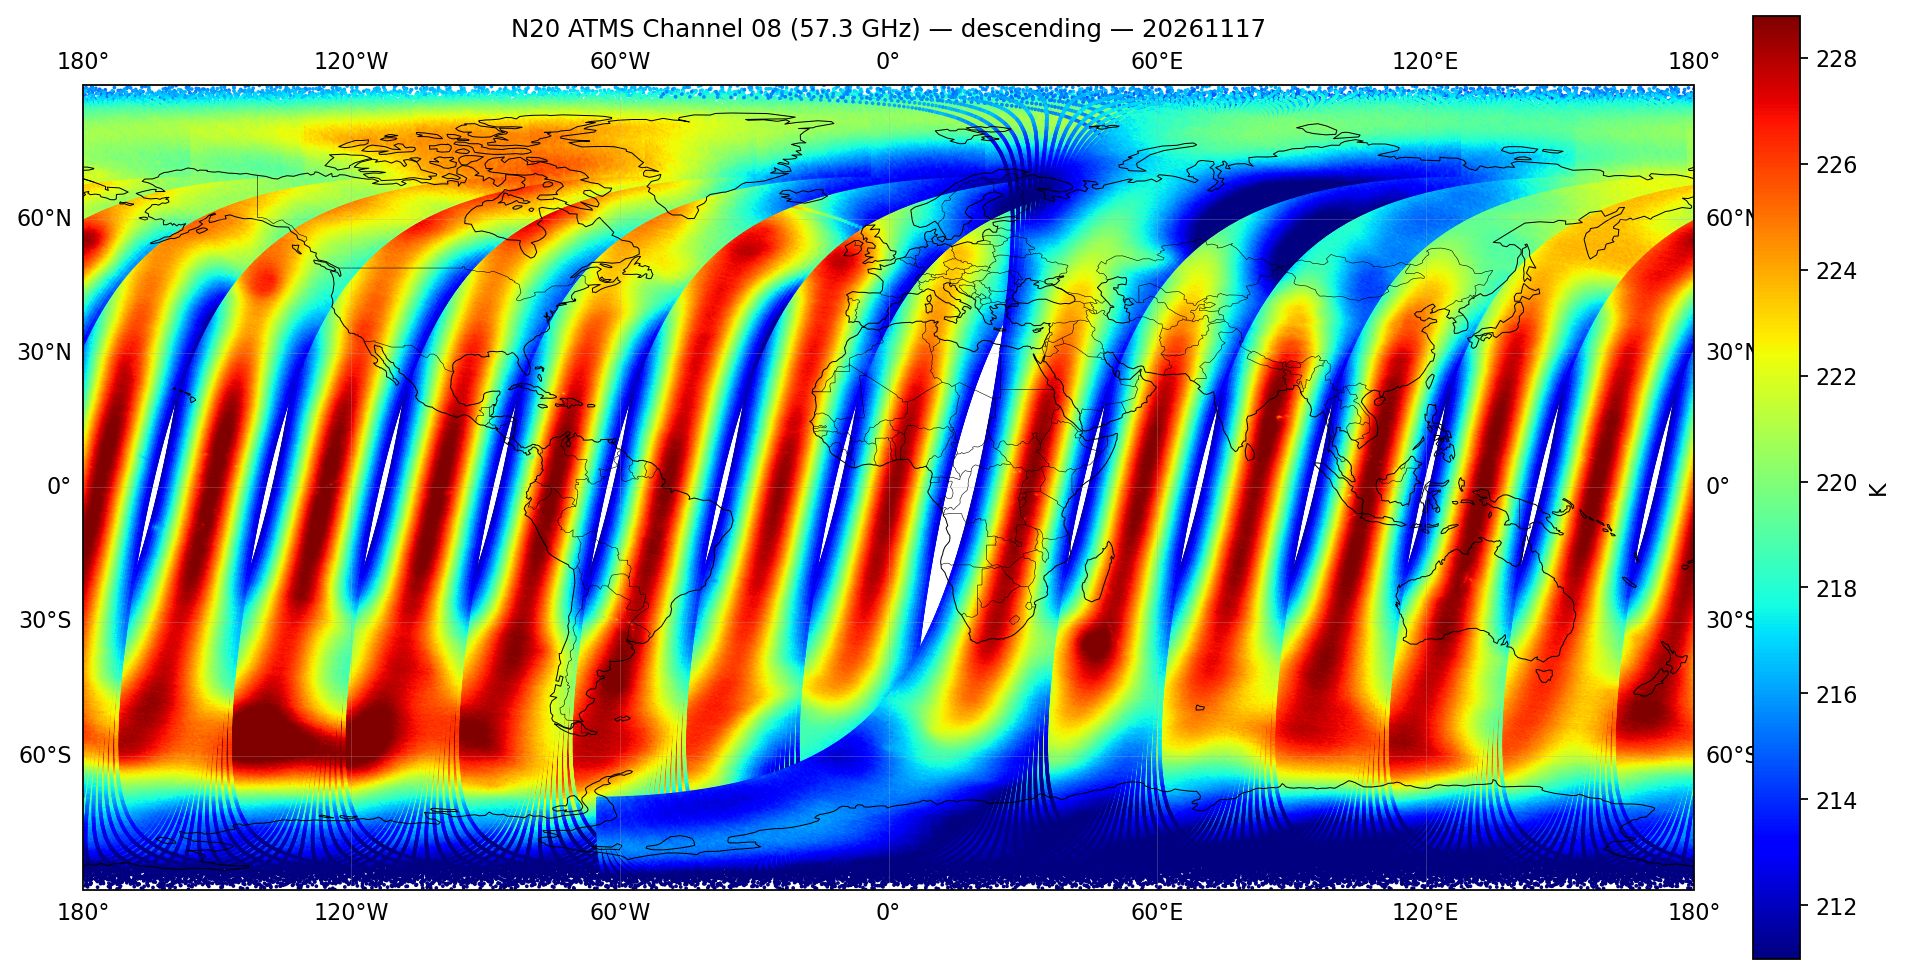 N20 ATMS Channel 08 (57.3 GHz) — descending — 20261117
180° 120°W 60°W 0° 60°E 120°E 180°
60°N 60°N
30°N 30°N
0° 0°
30°S 30°S
60°S 60°S
180° 120°W 60°W 0° 60°E 120°E 180°
228
226
224
222
220
218
216
214
212
K